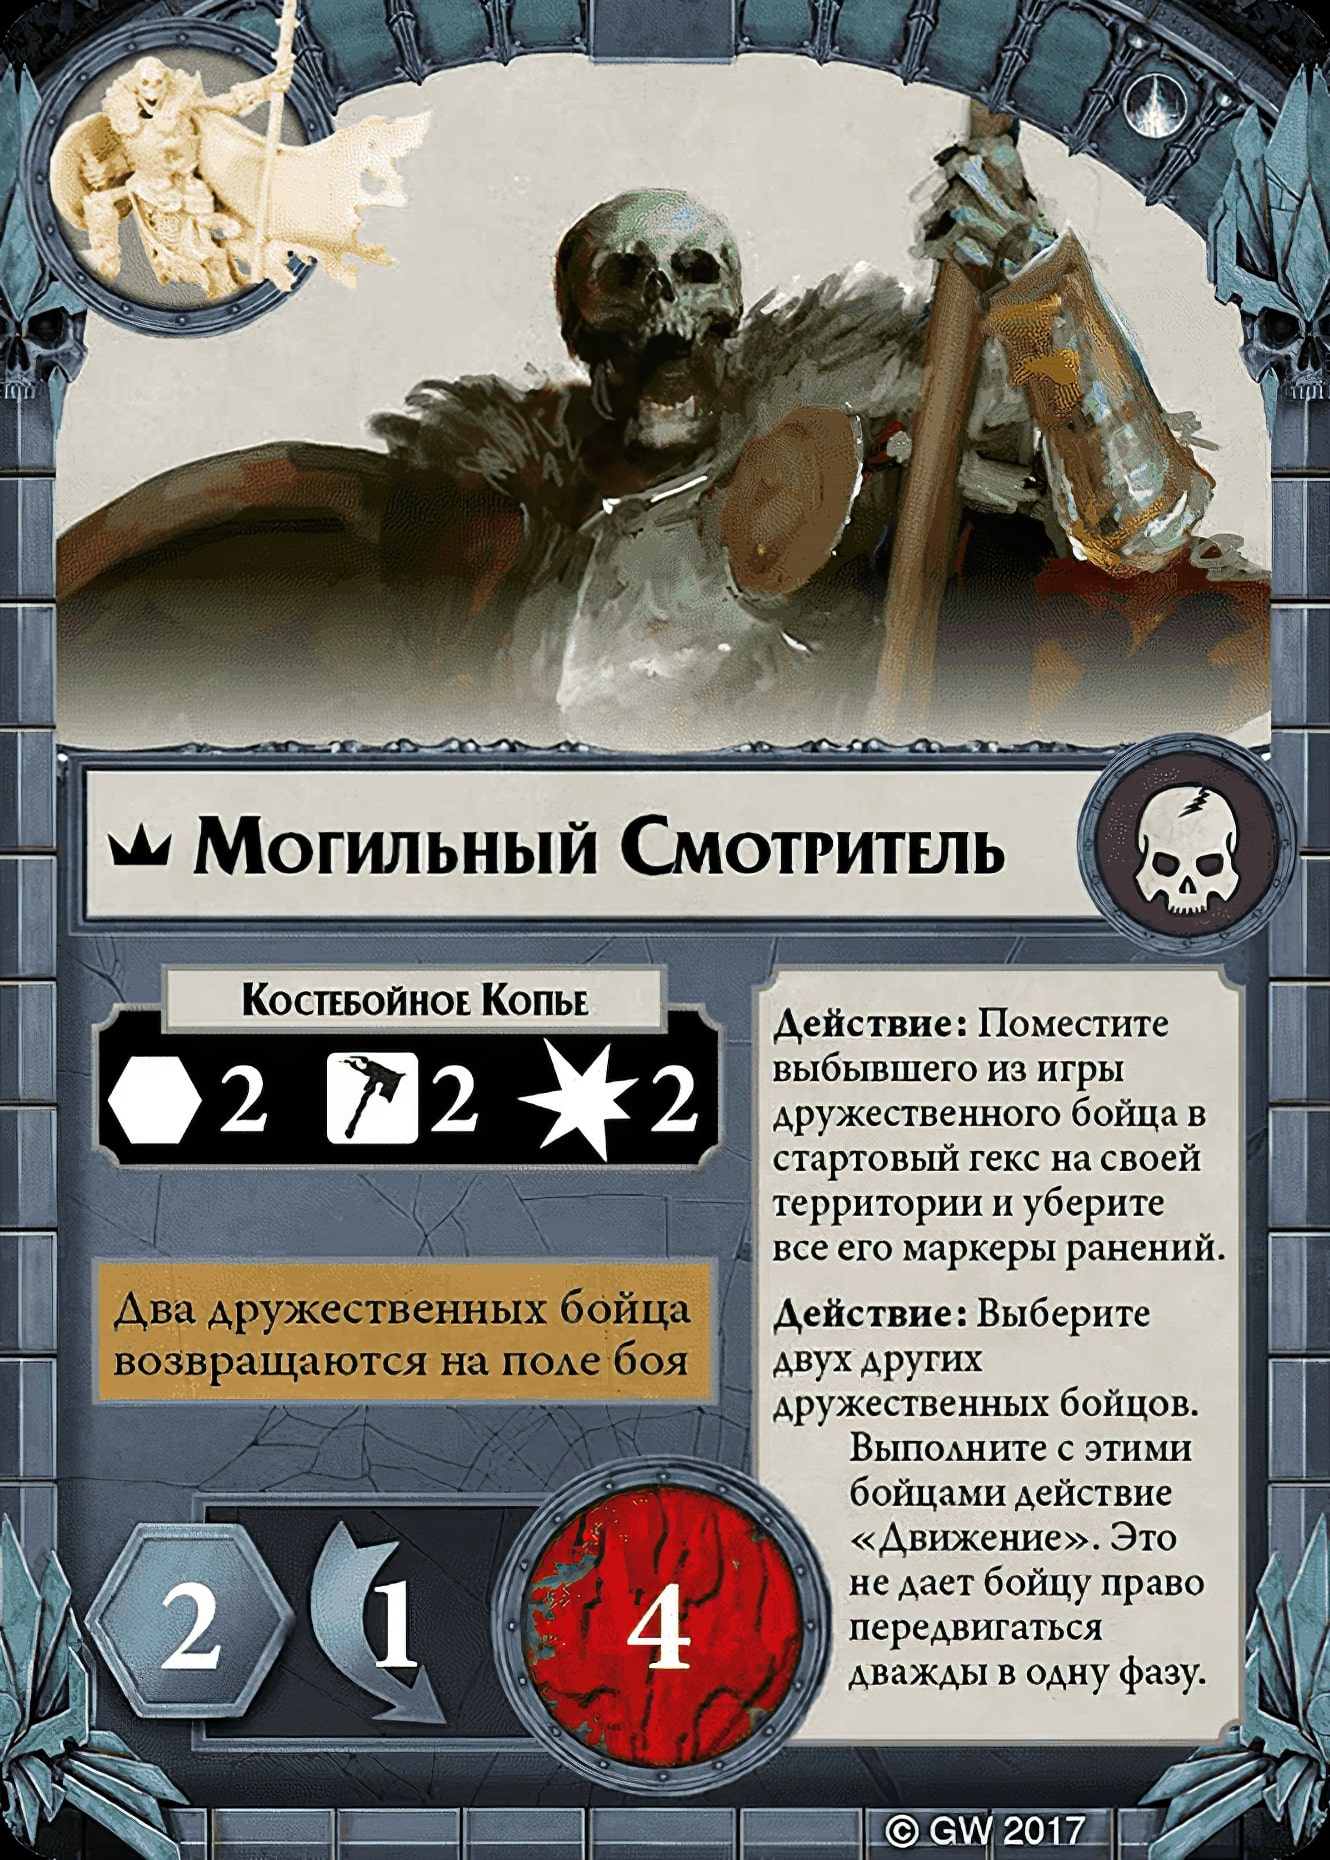 Могильный Смотритель
Костебойное Копье
2 2 2
Два дружественных бойца
возвращаются на поле боя
2 1 4
Действие: Поместите
выбывшего из игры
дружественного бойца в
стартовый гекс на своей
территории и уберите
все его маркеры ранений.
Действие: Выберите
двух других
дружественных бойцов.
Выполните с этими
бойцами действие
«Движение». Это
не дает бойцу право
передвигаться
дважды в одну фазу.
© GW 2017